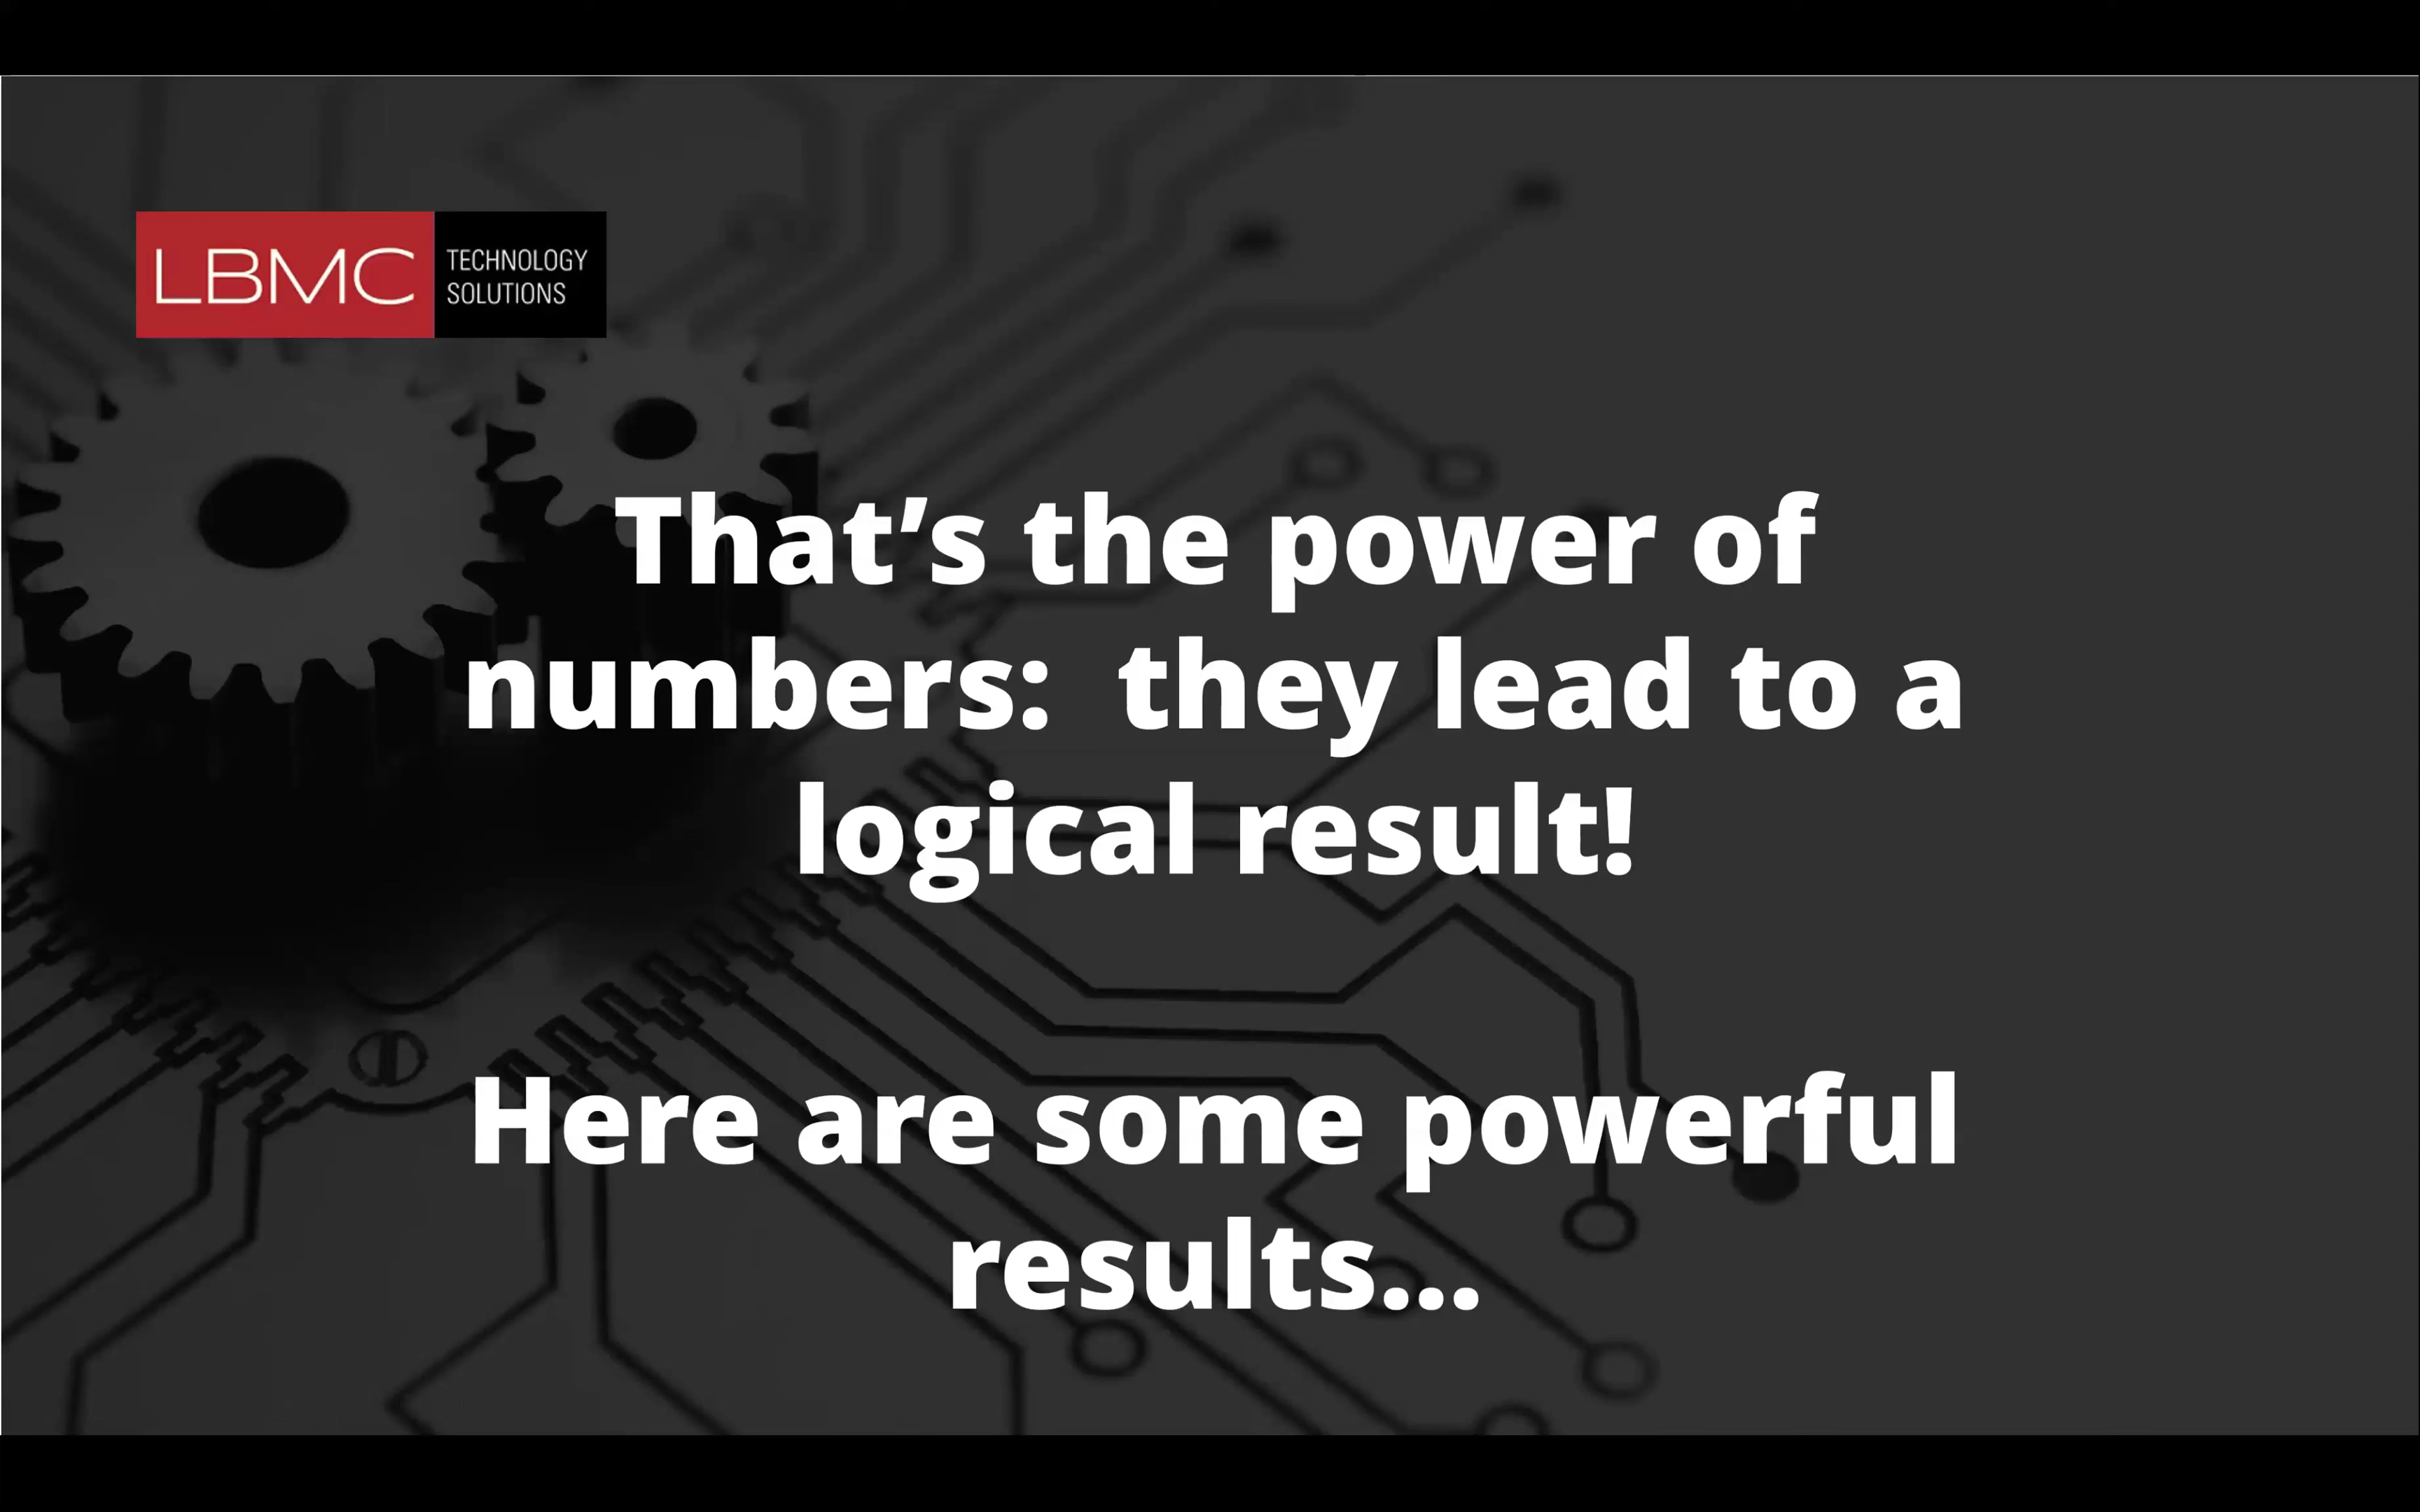 LBMC
TECHNOLOGY
SOLUTIONS
That’s the power of
numbers:  they lead to a
logical result!
Here are some powerful
results...